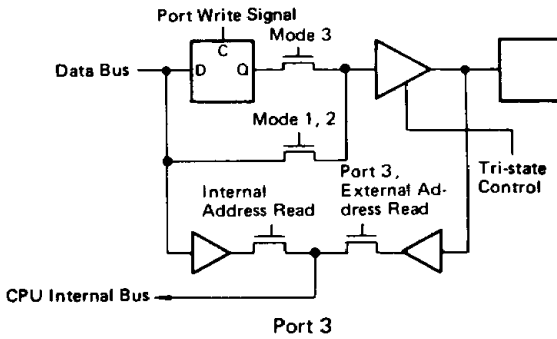 Port Write Signal
C
Mode 3
Data Bus
D
Q
Mode 1, 2
Port 3,
External Ad-
dress Read
Tri-state
Control
Internal
Address Read
CPU Internal Bus
Port 3